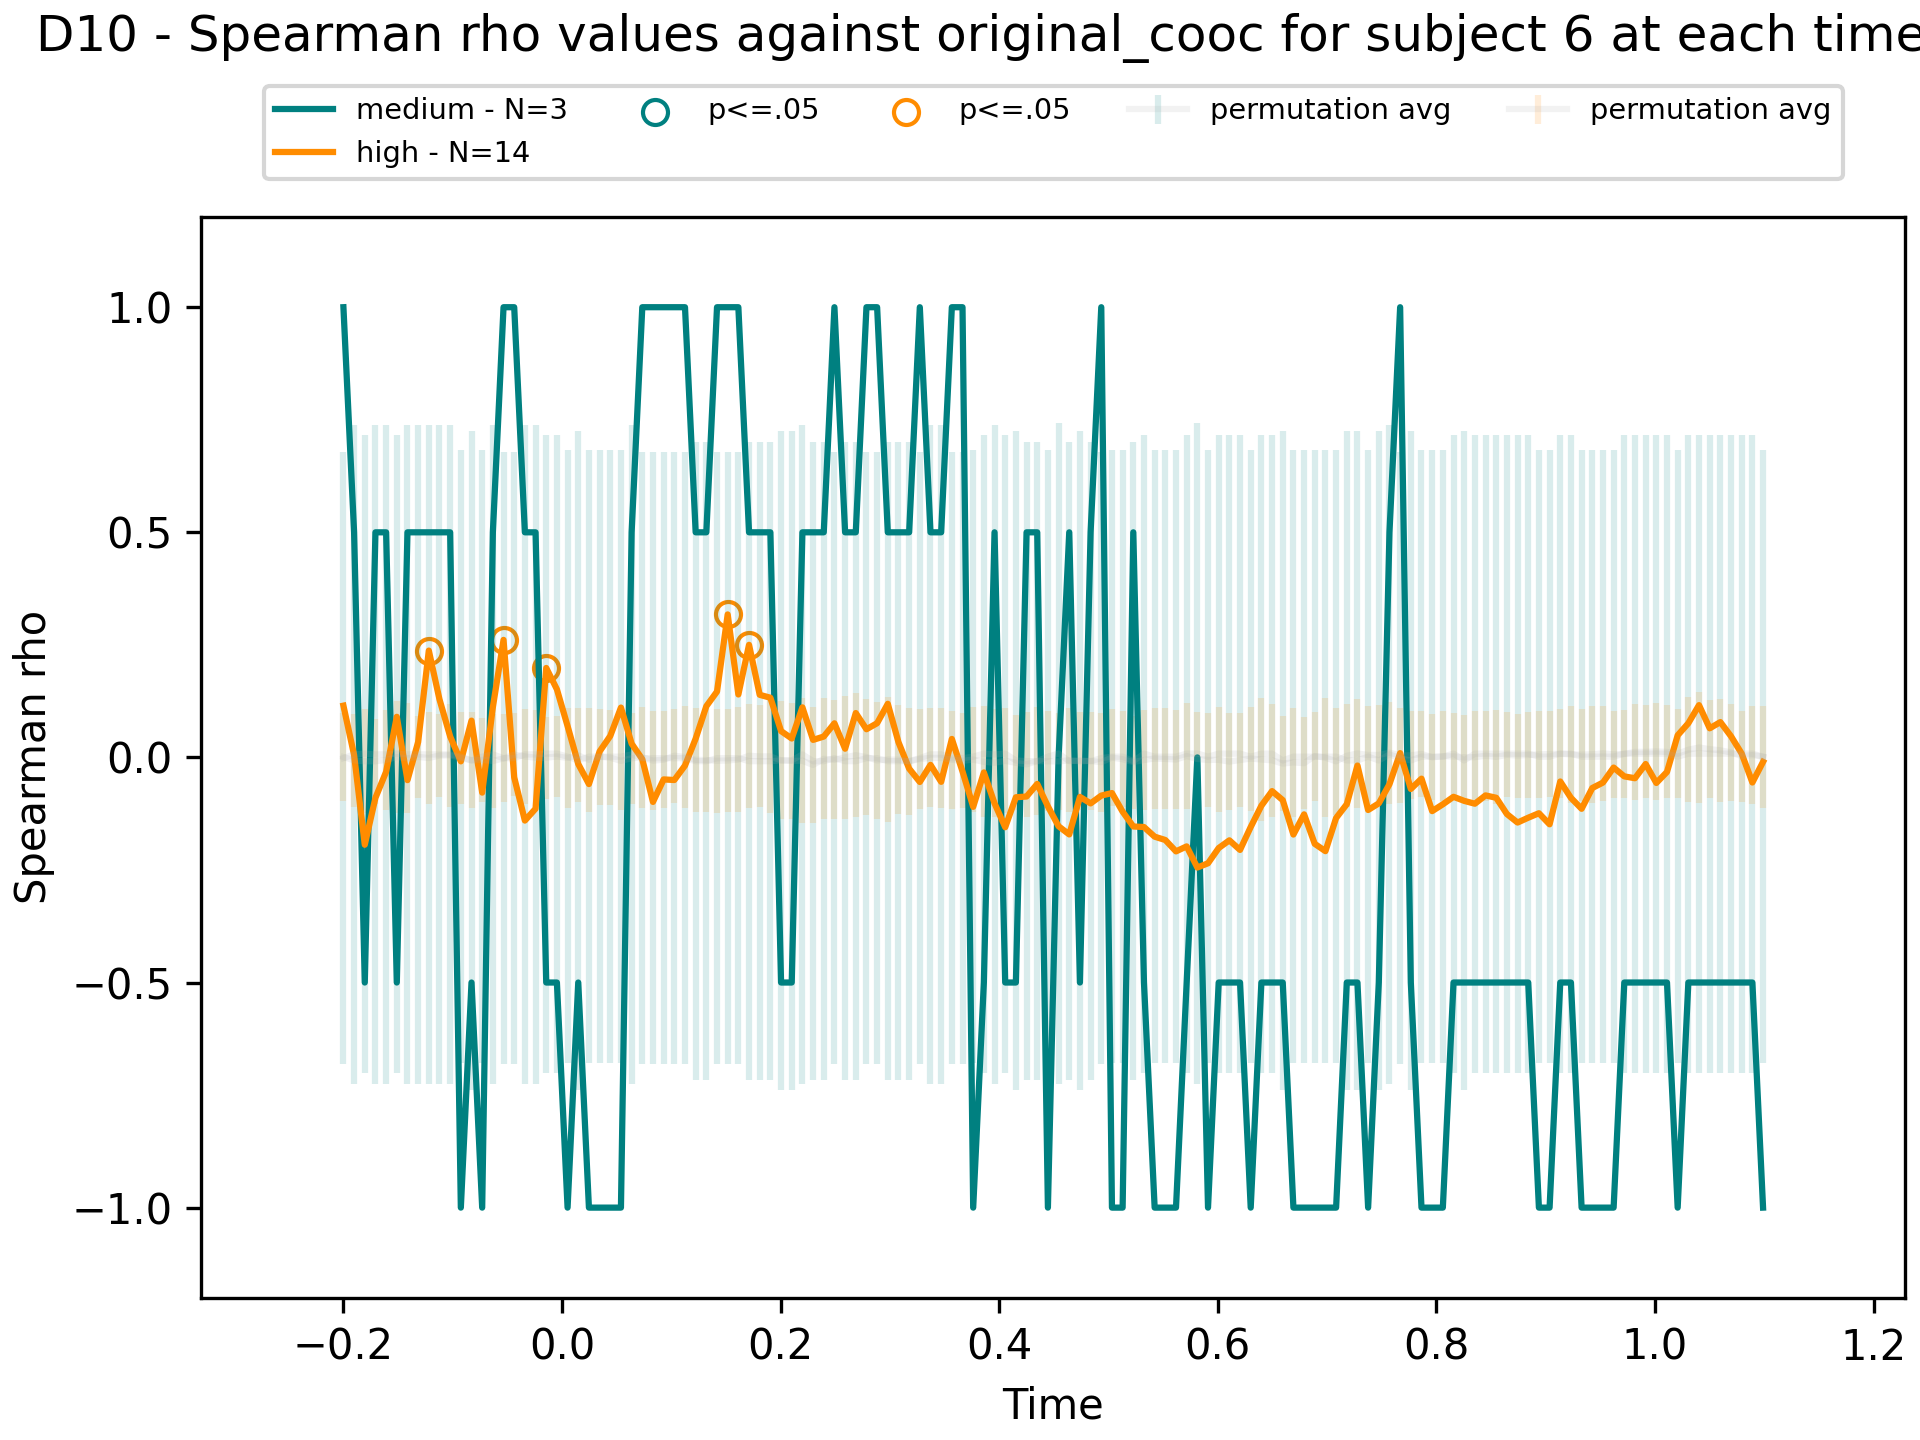 D10 - Spearman rho values against original_cooc for subject 6 at each time
medium - N=3
high - N=14
p<=.05
p<=.05
permutation avg
permutation avg
Spearman rho
1.0
0.5
0.0
−0.5
−1.0
−0.2
0.0
0.2
0.4
0.6
0.8
1.0
1.2
Time